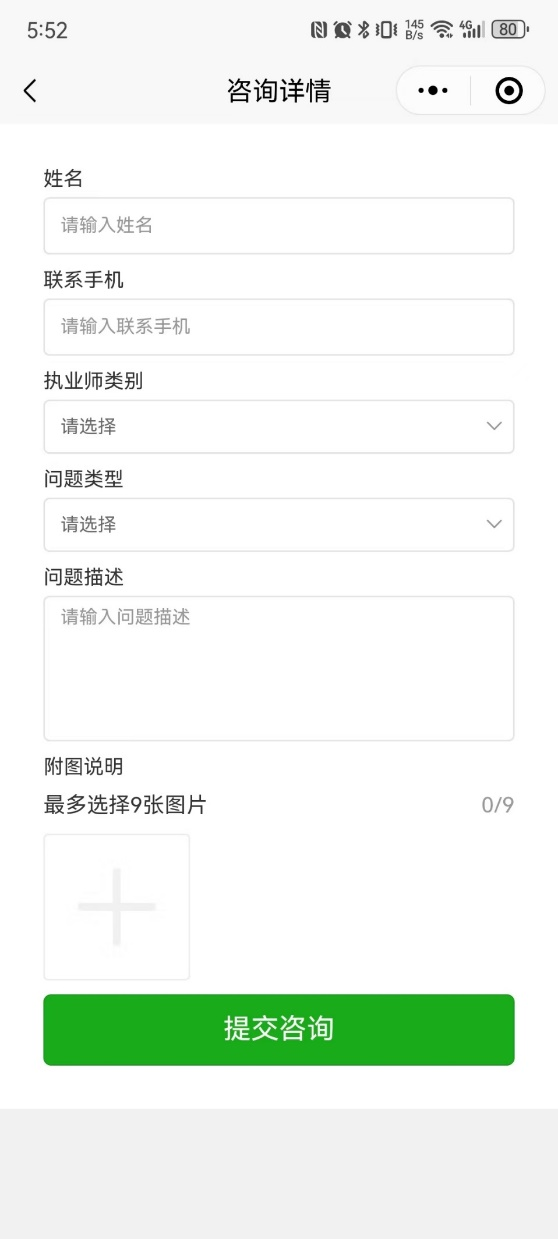 5:52
145 B/s 4G 80
咨询详情
姓名
请输入姓名
联系手机
请输入联系手机
执业师类别
请选择
问题类型
请选择
问题描述
请输入问题描述
附图说明
最多选择9张图片 0/9
提交咨询